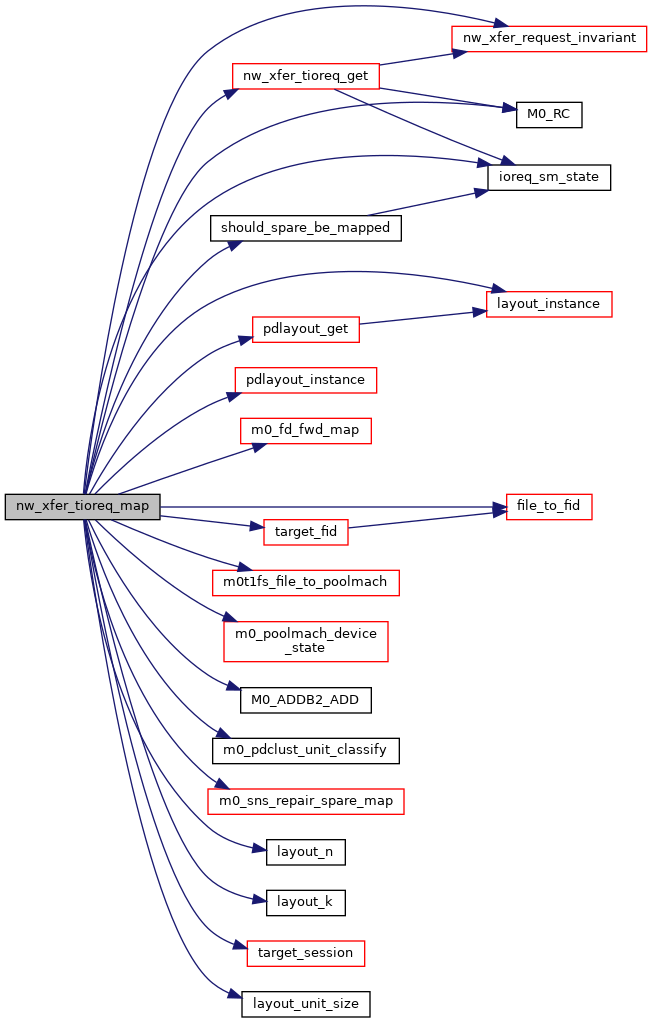 nw_xfer_request_invariant
nw_xfer_tioreq_get
M0_RC
ioreq_sm_state
should_spare_be_mapped
layout_instance
pdlayout_get
pdlayout_instance
m0_fd_fwd_map
nw_xfer_tioreq_map
file_to_fid
target_fid
m0t1fs_file_to_poolmach
m0_poolmach_device
_state
M0_ADDB2_ADD
m0_pdclust_unit_classify
m0_sns_repair_spare_map
layout_n
layout_k
target_session
layout_unit_size